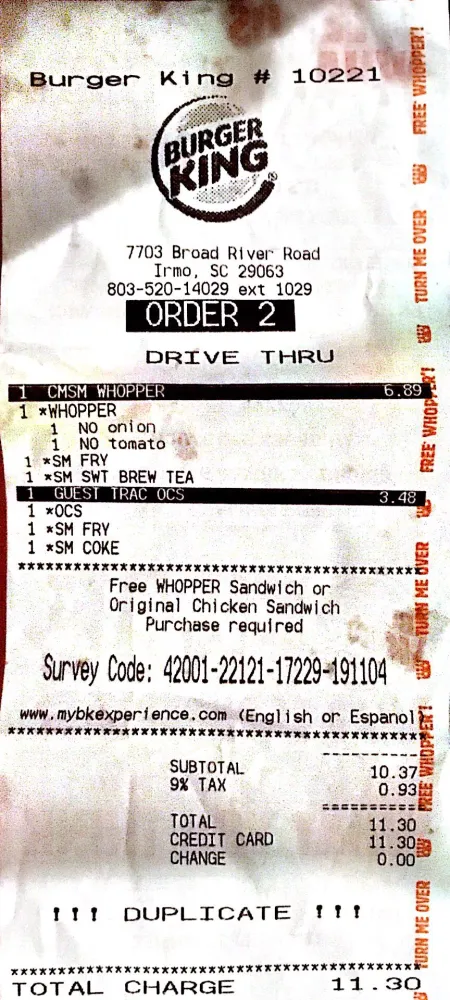 Burger King # 10221
BURGER
KING®
7703 Broad River Road
Irmo, SC 29063
803-520-14029 ext 1029
ORDER 2
DRIVE THRU
1 CMSM WHOPPER 6.89
1 *WHOPPER
1 NO onion
1 NO tomato
1 *SM FRY
1 *SM SWT BREW TEA
1 GUEST TRAC OCS 3.48
1 *OCS
1 *SM FRY
1 *SM COKE
********************************************
Free WHOPPER Sandwich or
Original Chicken Sandwich
Purchase required
Survey Code: 42001-22121-17229-191104
www.mybkexperience.com (English or Espanol)
********************************************
----------
SUBTOTAL 10.37
9% TAX 0.93
==========
TOTAL 11.30
CREDIT CARD 11.30
CHANGE 0.00
!!! DUPLICATE !!!
********************************************
TOTAL CHARGE 11.30
FREE WHOPPER!
TURN ME OVER
FREE WHOPPER!
TURN ME OVER
FREE WHOPPER!
TURN ME OVER